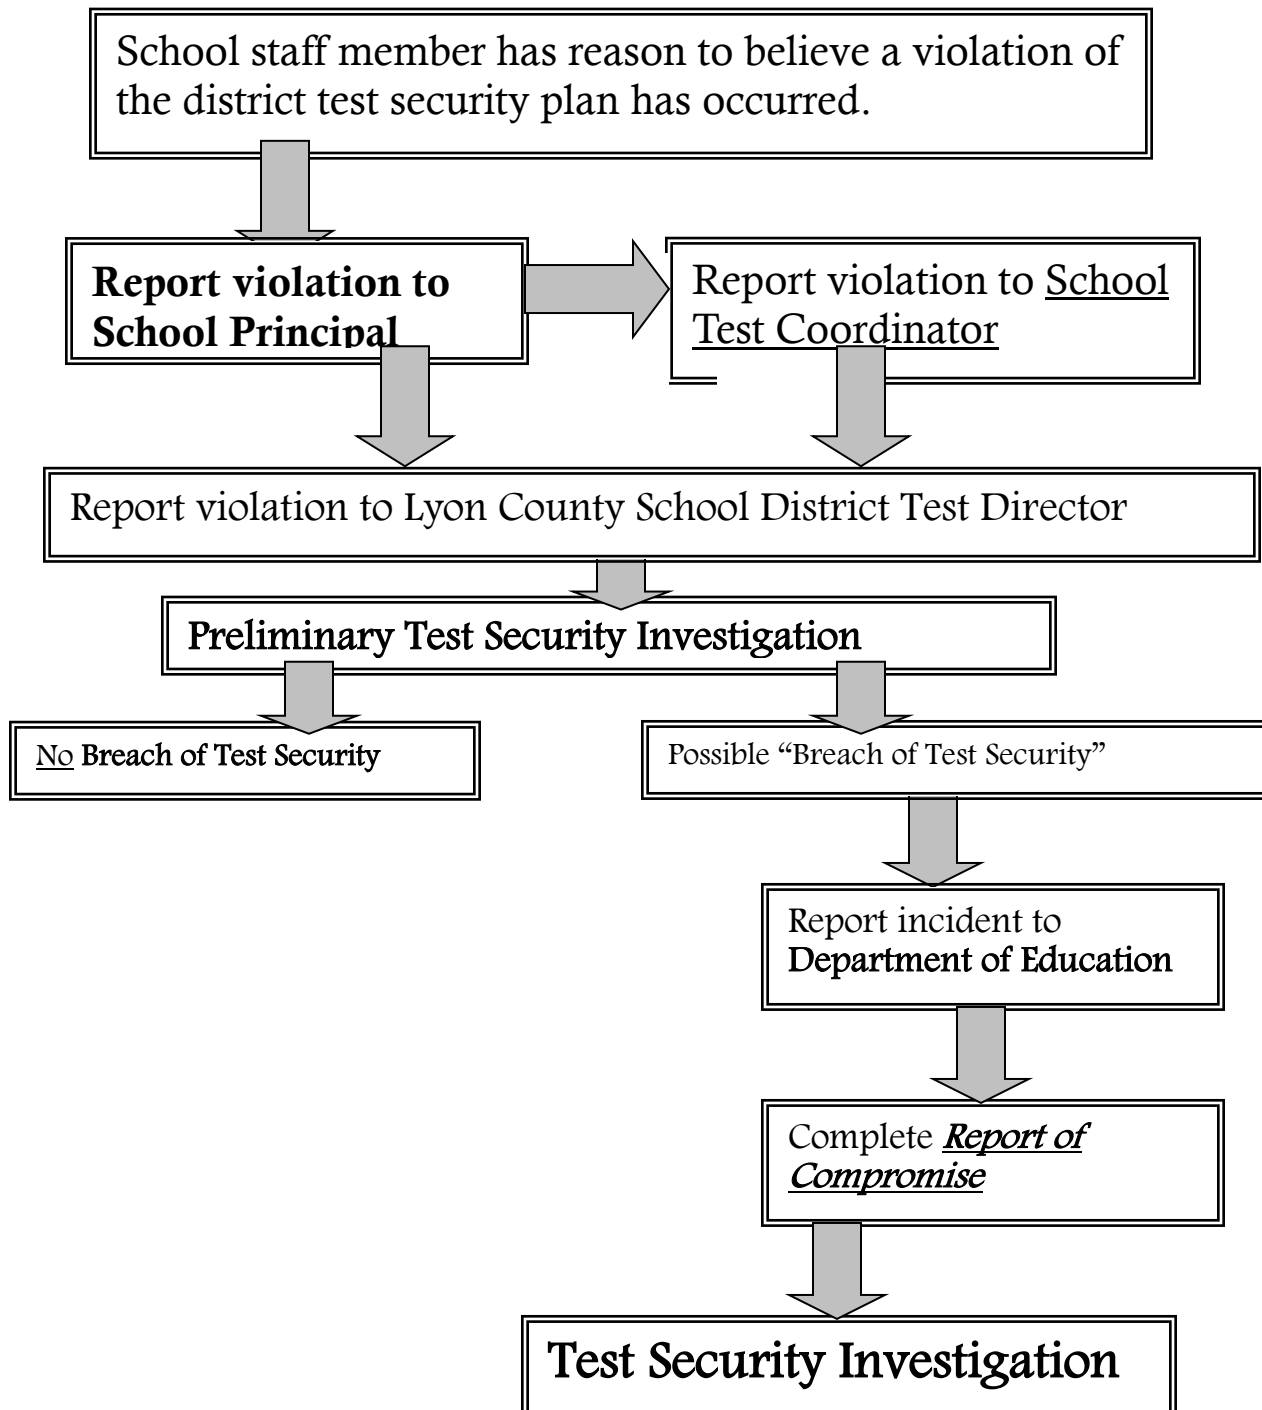 School staff member has reason to believe a violation of
the district test security plan has occurred.
Report violation to
School Principal
Report violation to School
Test Coordinator
Report violation to Lyon County School District Test Director
Preliminary Test Security Investigation
No Breach of Test Security
Possible “Breach of Test Security”
Report incident to
Department of Education
Complete Report of
Compromise
Test Security Investigation